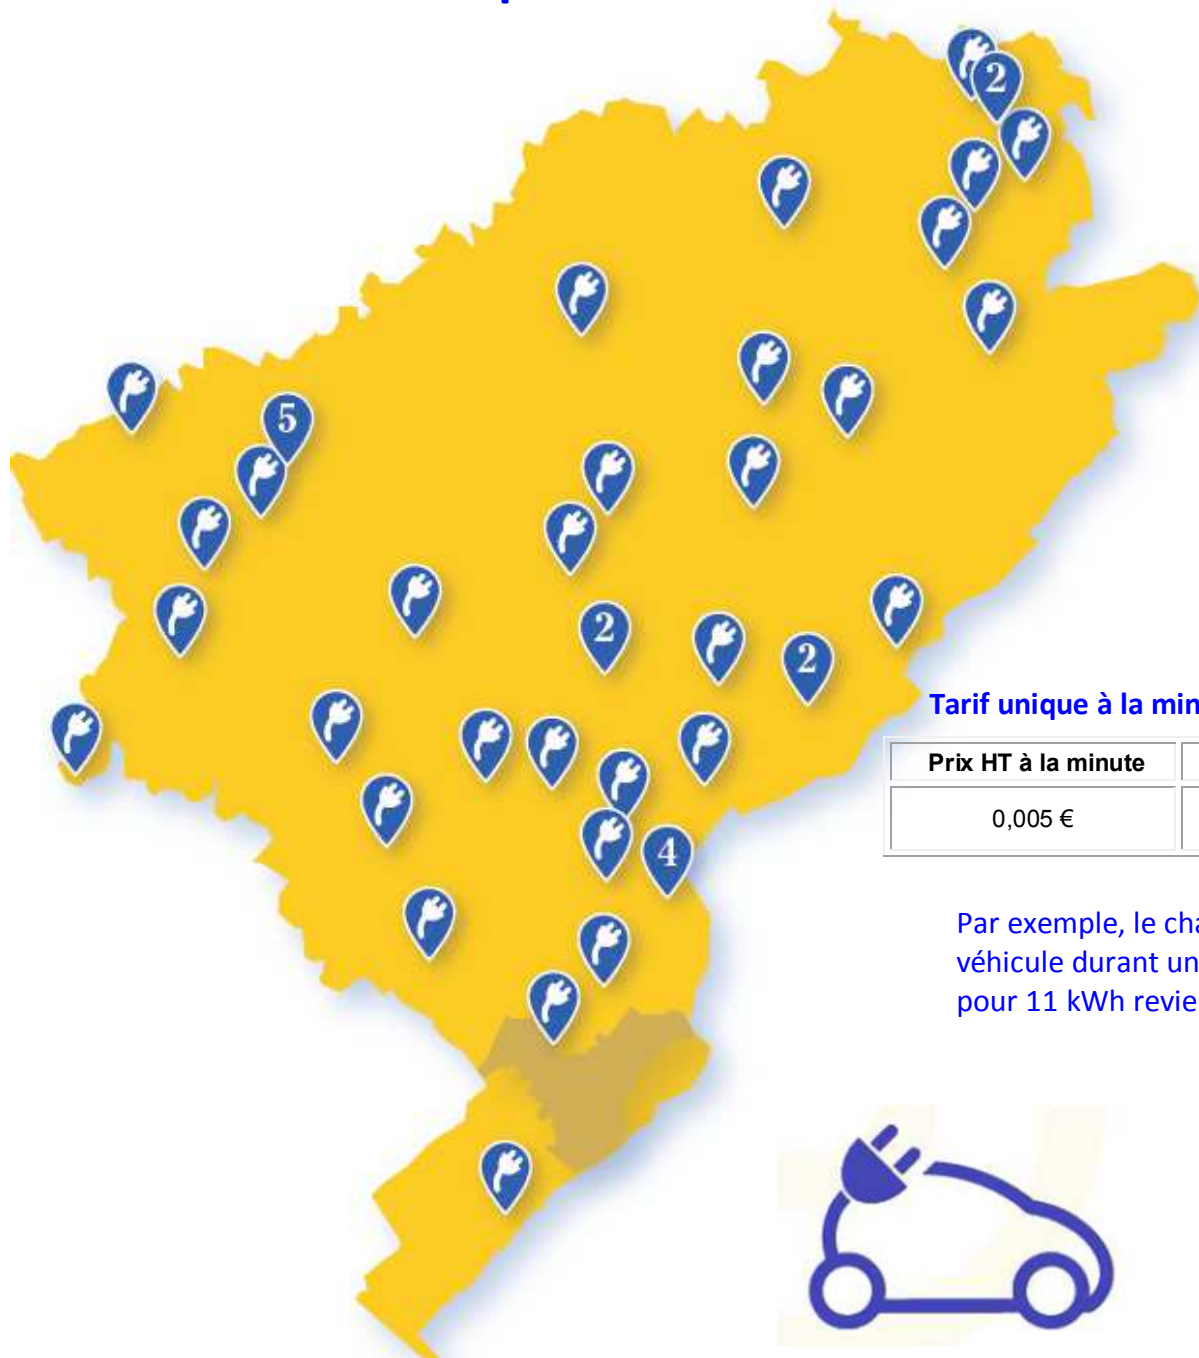 2
5
2
2
4
Tarif unique à la min
Prix HT à la minute
0,005 €
Par exemple, le cha
véhicule durant un
pour 11 kWh revie